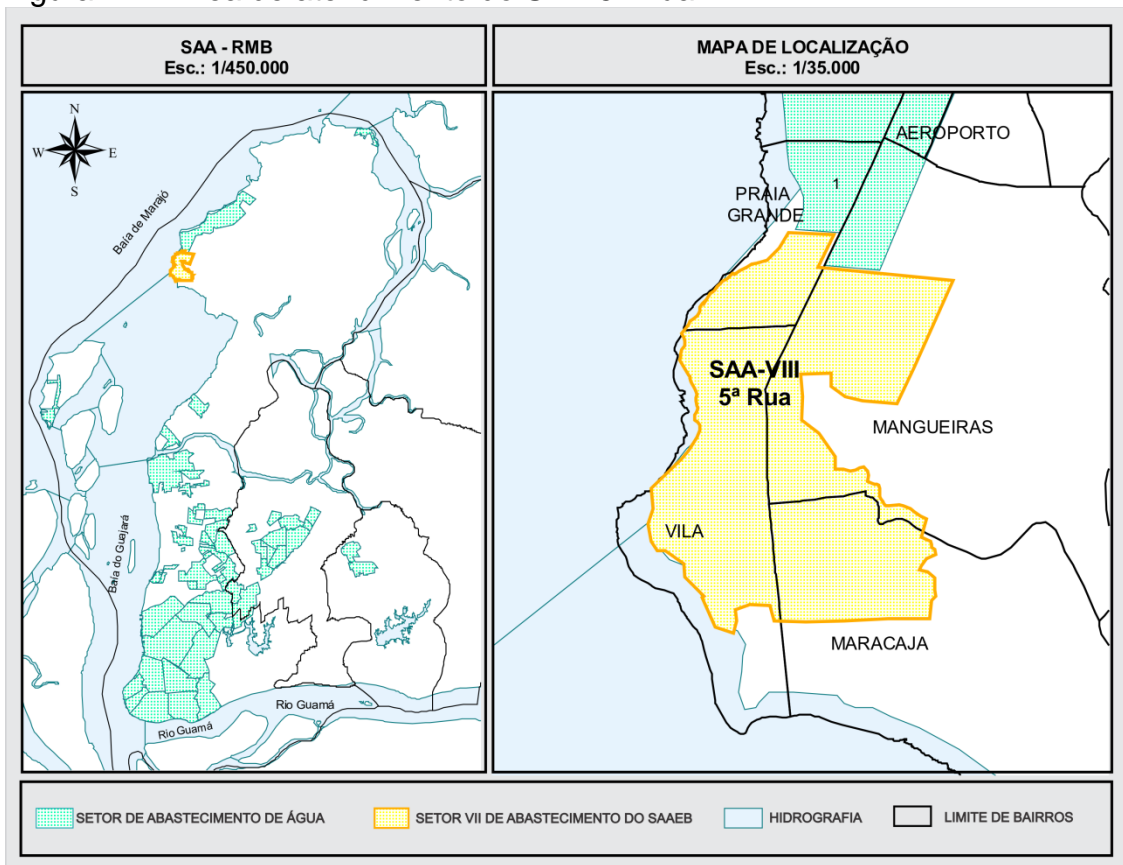 SAA - RMB
Esc.: 1/450.000
MAPA DE LOCALIZAÇÃO
Esc.: 1/35.000
N
W
E
S
Baía de Marajó
Baía do Guajará
Rio Guamá
Rio Guamá
AEROPORTO
1
PRAIA
GRANDE
SAA-VIII
5ª Rua
MANGUEIRAS
VILA
MARACAJA
SETOR DE ABASTECIMENTO DE ÁGUA
SETOR VII DE ABASTECIMENTO DO SAAEB
HIDROGRAFIA
LIMITE DE BAIRROS